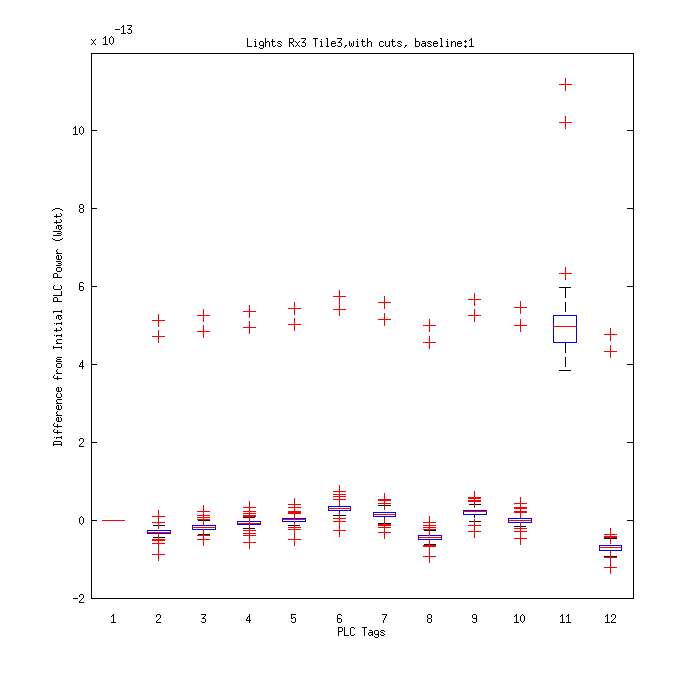 Lights Rx3 Tile3,with cuts, baseline:1
x 10^-13
Difference from Initial PLC Power (Watt)
10
8
6
4
2
0
-2
1 2 3 4 5 6 7 8 9 10 11 12
PLC Tags